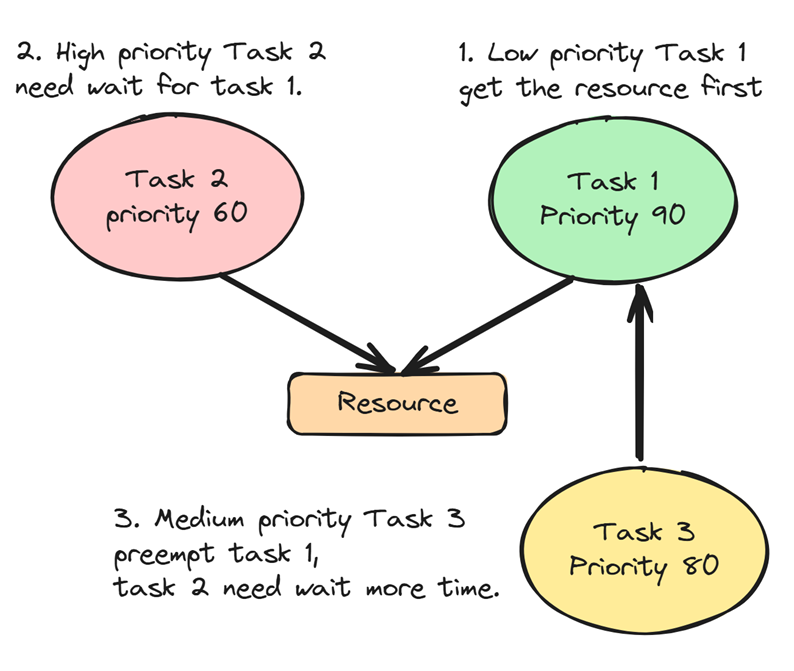 2. High priority Task 2
need wait for task 1.
1. Low priority Task 1
get the resource first
Task 2
priority 60
Task 1
Priority 90
Resource
3. Medium priority Task 3
preempt task 1,
task 2 need wait more time.
Task 3
Priority 80